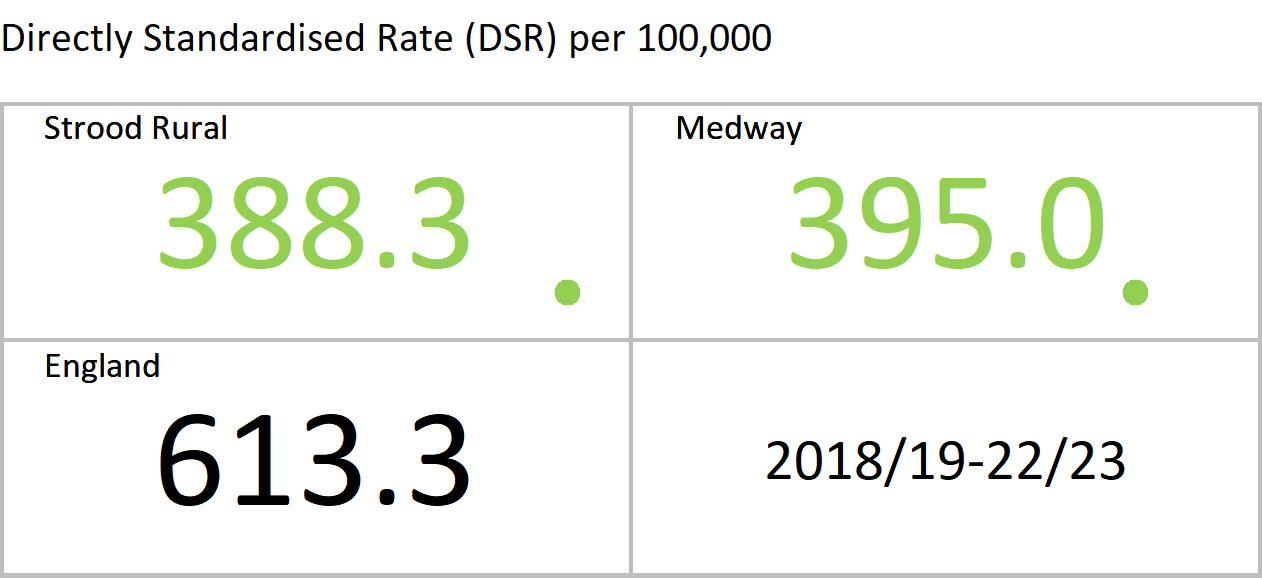 Directly Standardised Rate (DSR) per 100,000
Strood Rural
388.3
Medway
395.0
England
613.3
2018/19-22/23